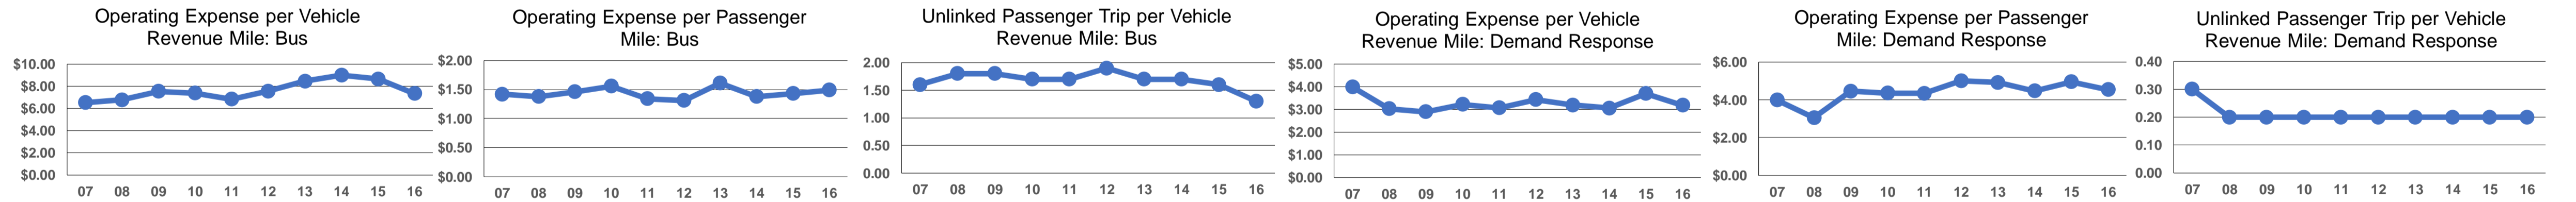 Operating Expense per Vehicle
Revenue Mile: Bus
$10.00
$8.00
$6.00
$4.00
$2.00
$0.00
07 08 09 10 11 12 13 14 15 16
Operating Expense per Passenger
Mile: Bus
$2.00
$1.50
$1.00
$0.50
$0.00
07 08 09 10 11 12 13 14 15 16
Unlinked Passenger Trip per Vehicle
Revenue Mile: Bus
2.00
1.50
1.00
0.50
0.00
07 08 09 10 11 12 13 14 15 16
Operating Expense per Vehicle
Revenue Mile: Demand Response
$5.00
$4.00
$3.00
$2.00
$1.00
$0.00
07 08 09 10 11 12 13 14 15 16
Operating Expense per Passenger
Mile: Demand Response
$6.00
$4.00
$2.00
$0.00
07 08 09 10 11 12 13 14 15 16
Unlinked Passenger Trip per Vehicle
Revenue Mile: Demand Response
0.40
0.30
0.20
0.10
0.00
07 08 09 10 11 12 13 14 15 16